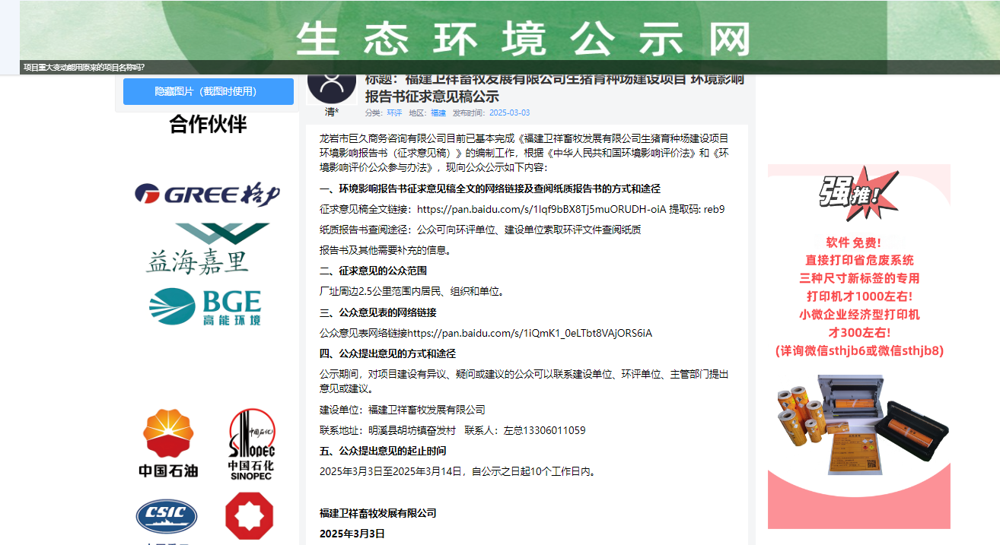 生态环境公示网
项目重大变动能用原来的项目名称吗?
隐藏图片（截图时使用）
合作伙伴
GREE 格力
益海嘉里
BGE
高能环境
中国石油
中国石化
SINOPEC
中国石化
SINOPEC
CSIC
清*
标题：福建卫祥畜牧发展有限公司生猪育种场建设项目 环境影响
报告书征求意见稿公示
分类：环评 地区：福建 发布时间：2025-03-03
龙岩市巨久商务咨询有限公司目前已基本完成《福建卫祥畜牧发展有限公司生猪育种场建设项目
环境影响报告书（征求意见稿）》的编制工作，根据《中华人民共和国环境影响评价法》和《环
境影响评价公众参与办法》，现向公众公示如下内容：
一、环境影响报告书征求意见稿全文的网络链接及查阅纸质报告书的方式和途径
征求意见稿全文链接：https://pan.baidu.com/s/1Iqf9bBX8Tj5muORUDH-oiA 提取码: reb9
纸质报告书查阅途径：公众可向环评单位、建设单位索取环评文件查阅纸质
报告书及其他需要补充的信息。
二、征求意见的公众范围
厂址周边2.5公里范围内居民、组织和单位。
三、公众意见表的网络链接
公众意见表网络链接https://pan.baidu.com/s/1iQmK1_0eLTbt8VAjORS6iA
四、公众提出意见的方式和途径
公示期间，对项目建设有异议、疑问或建议的公众可以联系建设单位、环评单位、主管部门提出
意见或建议。
建设单位：福建卫祥畜牧发展有限公司
联系地址：明溪县胡坊镇奋发村 联系人：左总13306011059
五、公众提出意见的起止时间
2025年3月3日至2025年3月14日，自公示之日起10个工作日内。
福建卫祥畜牧发展有限公司
2025年3月3日
强推!
软件 免费!
直接打印省危废系统
三种尺寸新标签的专用
打印机才1000左右!
小微企业经济型打印机
才300左右!
(详询微信sthjb6或微信sthjb8)